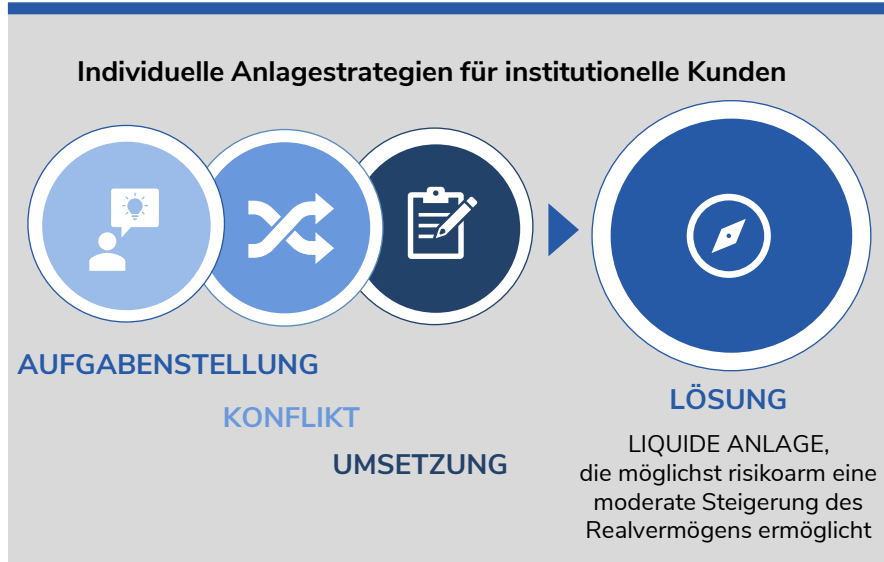 Individuelle Anlagestrategien für institutionelle Kunden
AUFGABENSTELLUNG
KONFLIKT
UMSETZUNG
LÖSUNG
LIQUIDE ANLAGE,
die möglichst risikoarm eine
moderate Steigerung des
Realvermögens ermöglicht